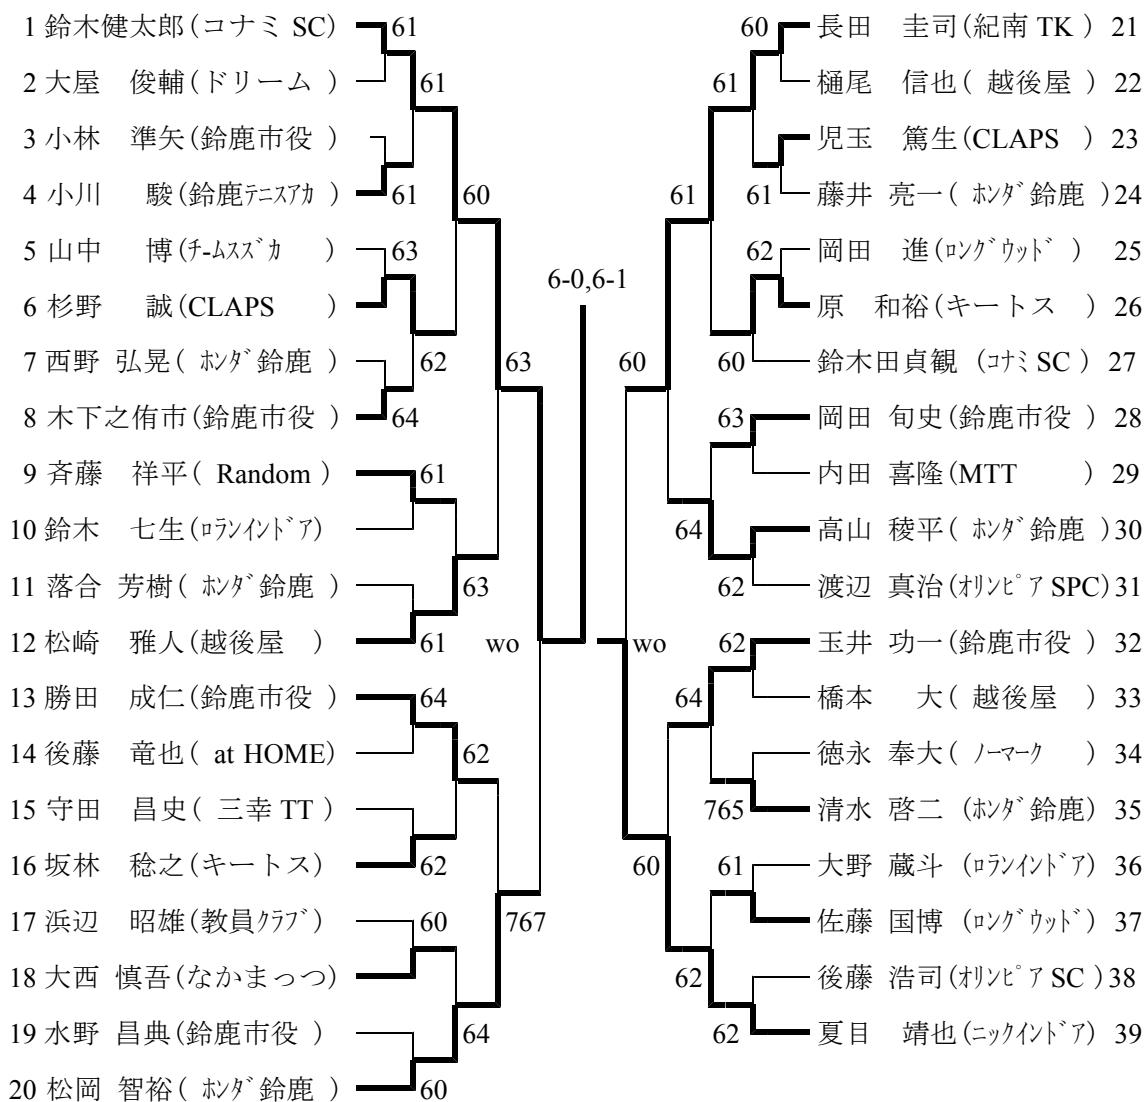 1 鈴木健太郎(コナミ SC)
2 大屋　俊輔(ドリーム )
3 小林　準矢(鈴鹿市役 )
4 小川　　駿(鈴鹿ﾃﾆｽｱｶ )
5 山中　　博(ﾁ-ﾑｽｽﾞｶ )
6 杉野　　誠(CLAPS )
7 西野 弘晃( ホンダ鈴鹿 )
8 木下之侑市(鈴鹿市役 )
9 斉藤　祥平( Random )
10 鈴木　七生(ﾛﾗﾝｲﾝﾄﾞｱ)
11 落合 芳樹( ホンダ鈴鹿 )
12 松崎　雅人(越後屋 )
13 勝田　成仁(鈴鹿市役 )
14 後藤　竜也( at HOME)
15 守田　昌史( 三幸 TT )
16 坂林　稔之(キートス)
17 浜辺　昭雄(教員ｸﾗﾌﾞ)
18 大西 慎吾(なかまっつ)
19 水野 昌典(鈴鹿市役 )
20 松岡 智裕( ホンダ鈴鹿 )
61
61
61
63
62
64
61
61
64
62
60
60
61
60
62
63
62
64
60
63
767
wo
6-0,6-1
wo
60
60
61
64
64
62
61
60
62
765
62
60
61
62
63
62
62
61
長田　圭司(紀南 TK ) 21
樋尾　信也( 越後屋 ) 22
児玉　篤生(CLAPS ) 23
藤井 亮一( ホンダ鈴鹿 )24
岡田　進(ﾛﾝｸﾞｳｯﾄﾞ ) 25
原　和裕(キートス ) 26
鈴木田貞観 (ｺﾅﾐ SC ) 27
岡田 旬史(鈴鹿市役 ) 28
内田 喜隆(MTT ) 29
高山 稜平( ホンダ鈴鹿 )30
渡辺 真治(ｵﾘﾝﾋﾟｱ SPC)31
玉井 功一(鈴鹿市役 ) 32
橋本　　大( 越後屋 ) 33
徳永 奉大( ﾉｰﾏｰｸ ) 34
清水 啓二 (ホンダ鈴鹿) 35
大野 蔵斗 (ﾛﾗﾝｲﾝﾄﾞｱ) 36
佐藤 国博 (ﾛﾝｸﾞｳｯﾄﾞ) 37
後藤 浩司(ｵﾘﾝﾋﾟｱ SC )38
夏目　靖也(ﾆｯｸｲﾝﾄﾞｱ) 39